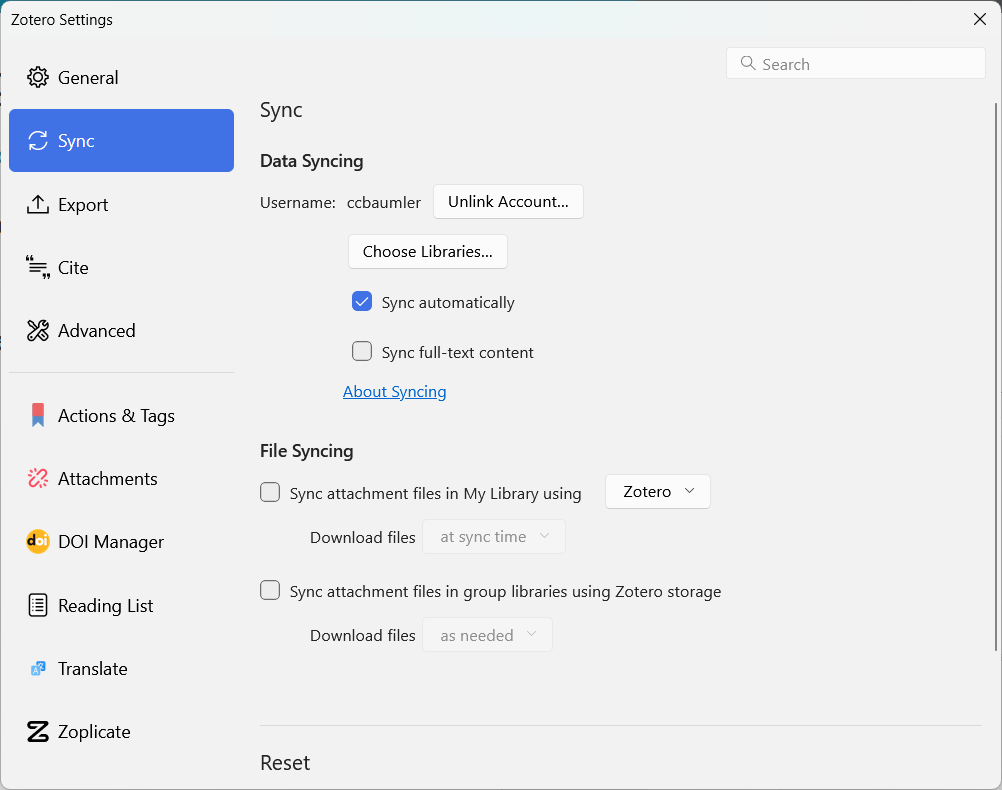 Zotero Settings
Search
General
Sync
Export
Cite
Advanced
Actions & Tags
Attachments
doi DOI Manager
Reading List
Translate
Zoplicate
Sync
Data Syncing
Username: ccbaumler Unlink Account...
Choose Libraries...
Sync automatically
Sync full-text content
About Syncing
File Syncing
Sync attachment files in My Library using Zotero
Download files at sync time
Sync attachment files in group libraries using Zotero storage
Download files as needed
Reset